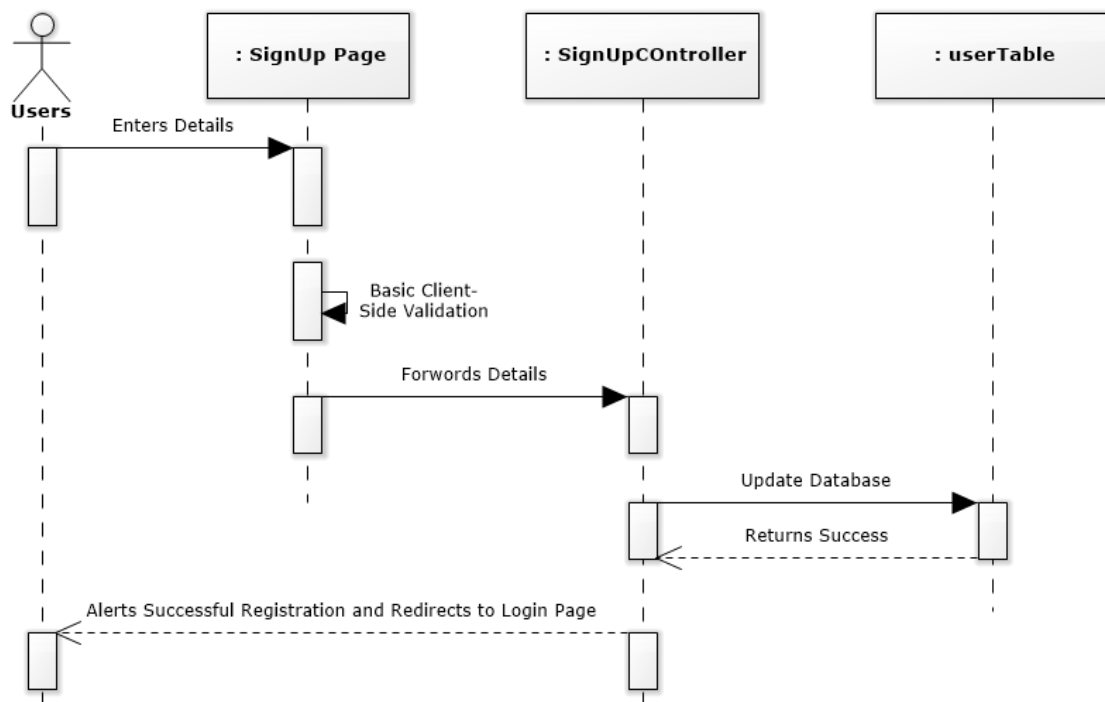 : SignUp Page
: SignUpCOntroller
: userTable
Users
Enters Details
Basic Client-
Side Validation
Forwords Details
Update Database
Returns Success
Alerts Successful Registration and Redirects to Login Page